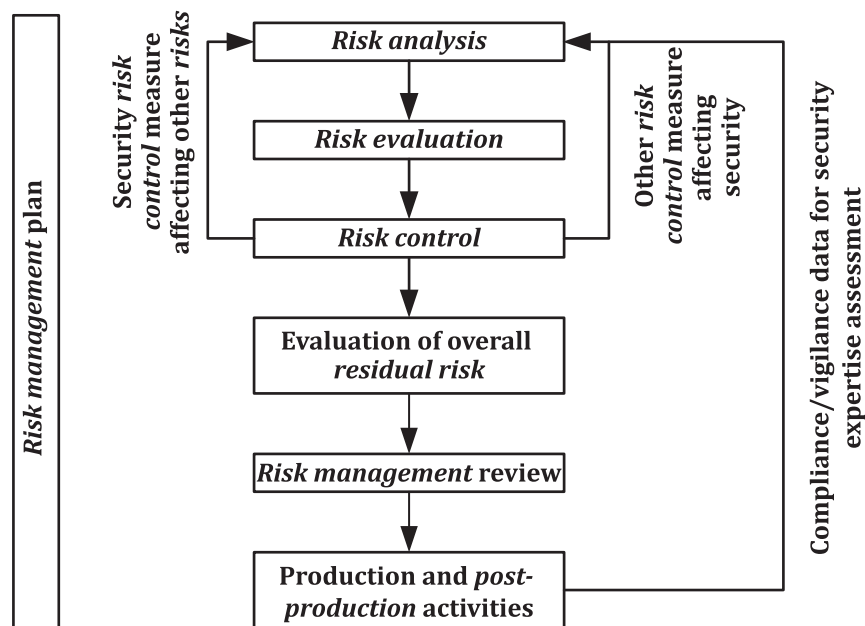 Risk management plan
Security risk
control measure
affecting other risks
Risk analysis
Risk evaluation
Risk control
Evaluation of overall
residual risk
Risk management review
Production and post-
production activities
Other risk
control measure
affecting
security
Compliance/vigilance data for security
expertise assessment